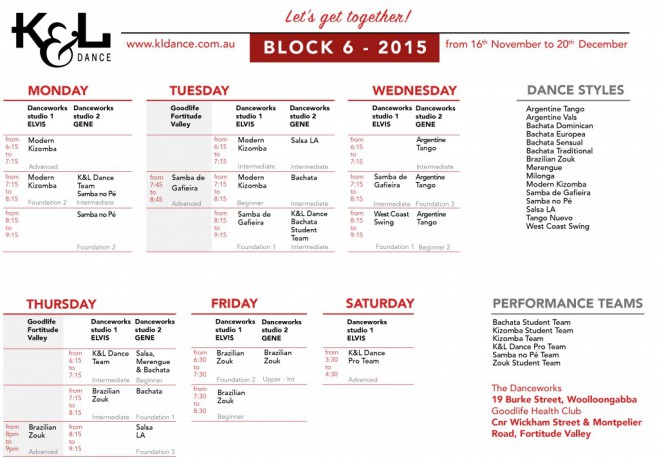 K&L
DANCE
Let's get together!
www.kldance.com.au
BLOCK 6 - 2015
from 16th November to 20th December
MONDAY
Danceworks studio 1 ELVIS
Danceworks studio 2 GENE
from 6:15 to 7:15
Modern Kizomba
Advanced
from 7:15 to 8:15
Modern Kizomba
Foundation 2
K&L Dance Team Samba no Pé
Intermediate
from 8:15 to 9:15
Samba no Pé
Foundation 2
TUESDAY
Goodlife Fortitude Valley
Danceworks studio 1 ELVIS
Danceworks studio 2 GENE
from 6:15 to 7:15
Modern Kizomba
Intermediate
Salsa LA
Intermediate
from 7:45 to 8:45
Samba de Gafieira
Advanced
from 7:15 to 8:15
Modern Kizomba
Beginner
Bachata
Intermediate
from 8:15 to 9:15
Samba de Gafieira
Foundation 1
K&L Dance Bachata Student Team
Intermediate
WEDNESDAY
Danceworks studio 1 ELVIS
Danceworks studio 2 GENE
from 6:15 to 7:15
Argentine Tango
Intermediate
from 7:15 to 8:15
Samba de Gafieira
Intermediate
Argentine Tango
Foundation 3
from 8:15 to 9:15
West Coast Swing
Foundation 1
Argentine Tango
Beginner 2
DANCE STYLES
Argentine Tango
Argentine Vals
Bachata Dominican
Bachata Europea
Bachata Sensual
Bachata Traditional
Brazilian Zouk
Merengue
Milonga
Modern Kizomba
Samba de Gafieira
Samba no Pé
Salsa LA
Tango Nuevo
West Coast Swing
THURSDAY
Goodlife Fortitude Valley
Danceworks studio 1 ELVIS
Danceworks studio 2 GENE
from 6:15 to 7:15
K&L Dance Team
Intermediate
Salsa, Merengue & Bachata
Beginner
from 7:15 to 8:15
Brazilian Zouk
Intermediate
Bachata
Foundation 1
from 8pm to 9pm
Brazilian Zouk
Advanced
from 8:15 to 9:15
Salsa LA
Foundation 3
FRIDAY
Danceworks studio 1 ELVIS
Danceworks studio 2 GENE
from 6:30 to 7:30
Brazilian Zouk
Foundation 2
Brazilian Zouk
Upper - Int
from 7:30 to 8:30
Brazilian Zouk
Beginner
SATURDAY
Danceworks studio 1 ELVIS
from 3:30 to 4:30
K&L Dance Pro Team
Advanced
PERFORMANCE TEAMS
Bachata Student Team
Kizomba Student Team
Kizomba Team
K&L Dance Pro Team
Samba no Pé Team
Zouk Student Team
The Danceworks
19 Burke Street, Woolloongabba
Goodlife Health Club
Cnr Wickham Street & Montpelier
Road, Fortitude Valley